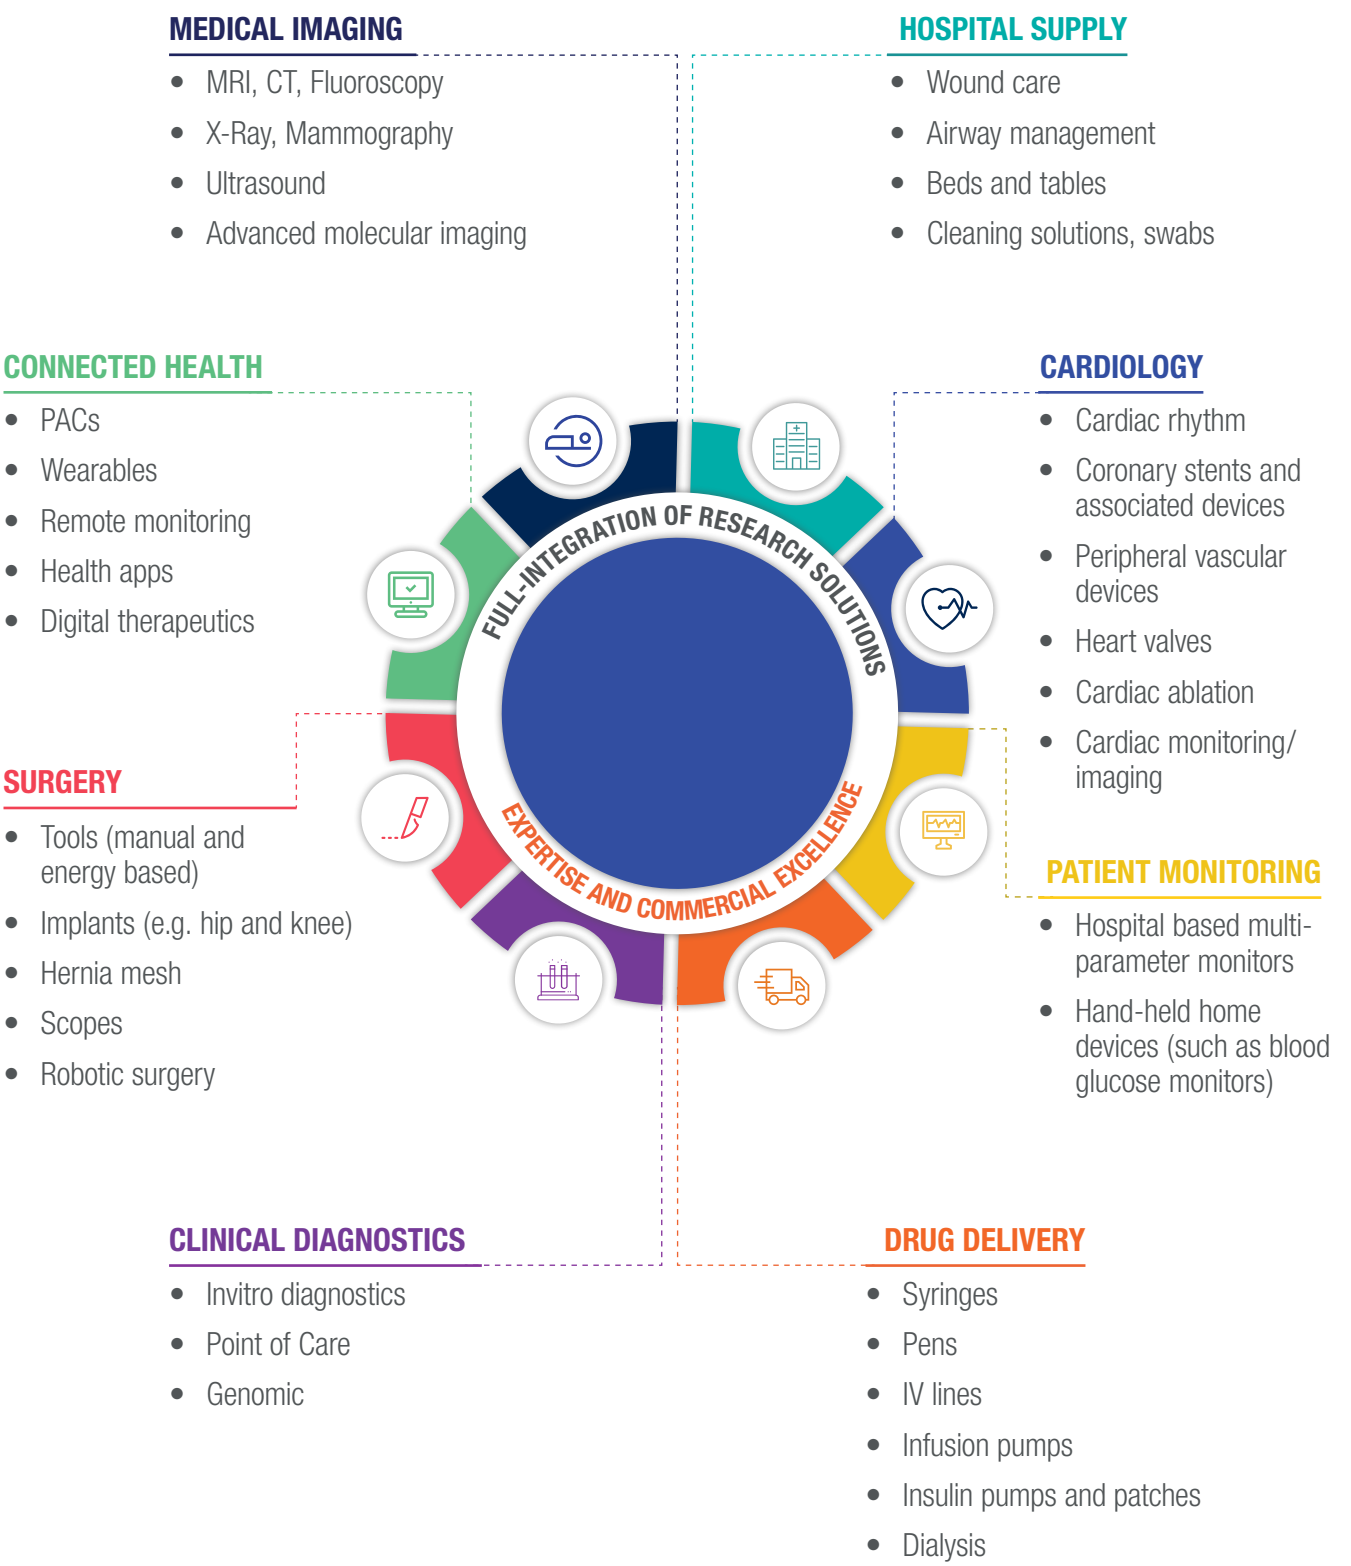 MEDICAL IMAGING
• MRI, CT, Fluoroscopy
• X-Ray, Mammography
• Ultrasound
• Advanced molecular imaging
HOSPITAL SUPPLY
• Wound care
• Airway management
• Beds and tables
• Cleaning solutions, swabs
CONNECTED HEALTH
• PACs
• Wearables
• Remote monitoring
• Health apps
• Digital therapeutics
CARDIOLOGY
• Cardiac rhythm
• Coronary stents and
associated devices
• Peripheral vascular
devices
• Heart valves
• Cardiac ablation
• Cardiac monitoring/
imaging
FULL-INTEGRATION OF RESEARCH SOLUTIONS
EXPERTISE AND COMMERCIAL EXCELLENCE
SURGERY
• Tools (manual and
energy based)
• Implants (e.g. hip and knee)
• Hernia mesh
• Scopes
• Robotic surgery
PATIENT MONITORING
• Hospital based multi-
parameter monitors
• Hand-held home
devices (such as blood
glucose monitors)
CLINICAL DIAGNOSTICS
• Invitro diagnostics
• Point of Care
• Genomic
DRUG DELIVERY
• Syringes
• Pens
• IV lines
• Infusion pumps
• Insulin pumps and patches
• Dialysis